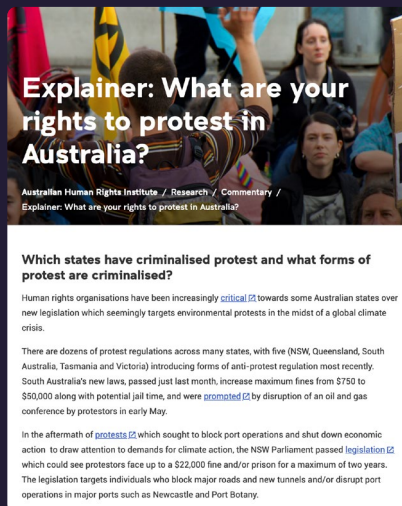 Explainer: What are your
rights to protest in
Australia?
Australian Human Rights Institute / Research / Commentary /
Explainer: What are your rights to protest in Australia?
Which states have criminalised protest and what forms of
protest are criminalised?
Human rights organisations have been increasingly critical towards some Australian states over
new legislation which seemingly targets environmental protests in the midst of a global climate
crisis.
There are dozens of protest regulations across many states, with five (NSW, Queensland, South
Australia, Tasmania and Victoria) introducing forms of anti-protest regulation most recently.
South Australia's new laws, passed just last month, increase maximum fines from $750 to
$50,000 along with potential jail time, and were prompted by disruption of an oil and gas
conference by protestors in early May.
In the aftermath of protests which sought to block port operations and shut down economic
action to draw attention to demands for climate action, the NSW Parliament passed legislation
which could see protestors face up to a $22,000 fine and/or prison for a maximum of two years.
The legislation targets individuals who block major roads and new tunnels and/or disrupt port
operations in major ports such as Newcastle and Port Botany.